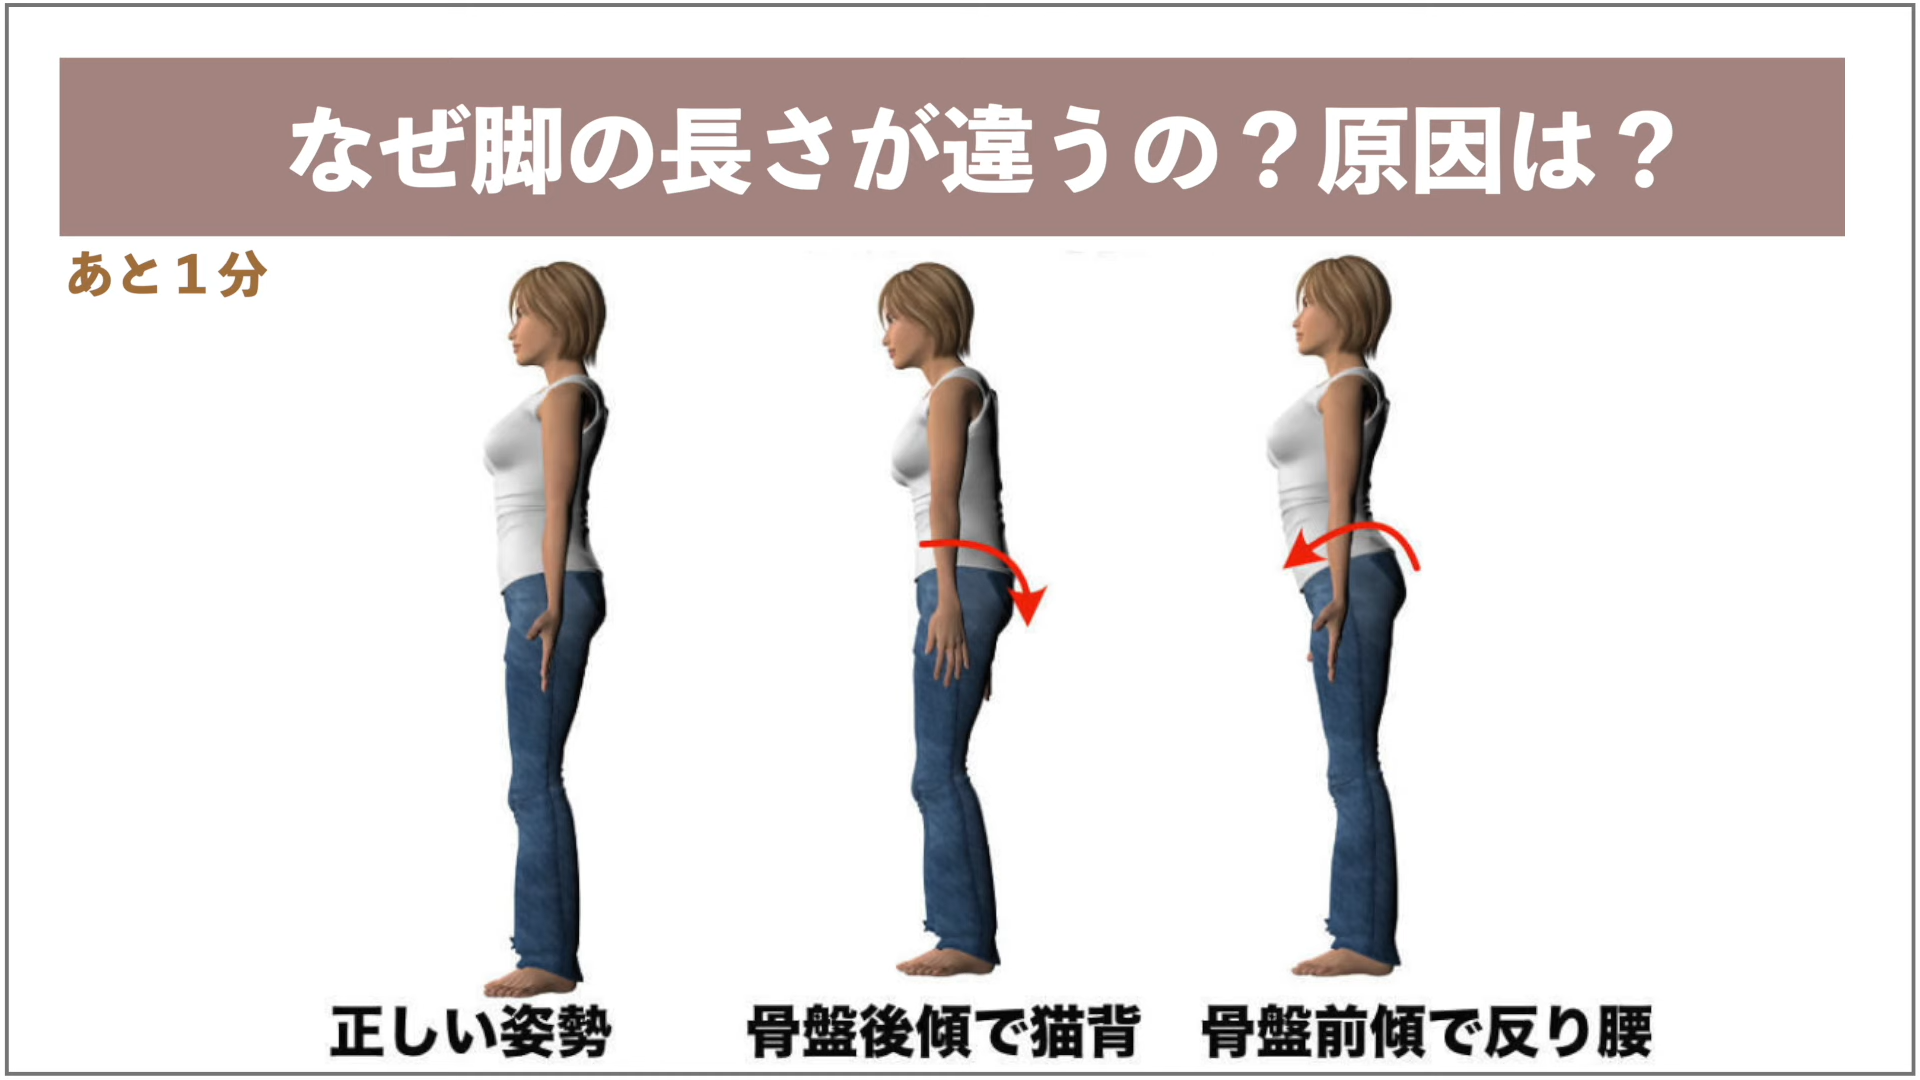 なぜ脚の長さが違うの？原因は？
あと１分
正しい姿勢
骨盤後傾で猫背
骨盤前傾で反り腰